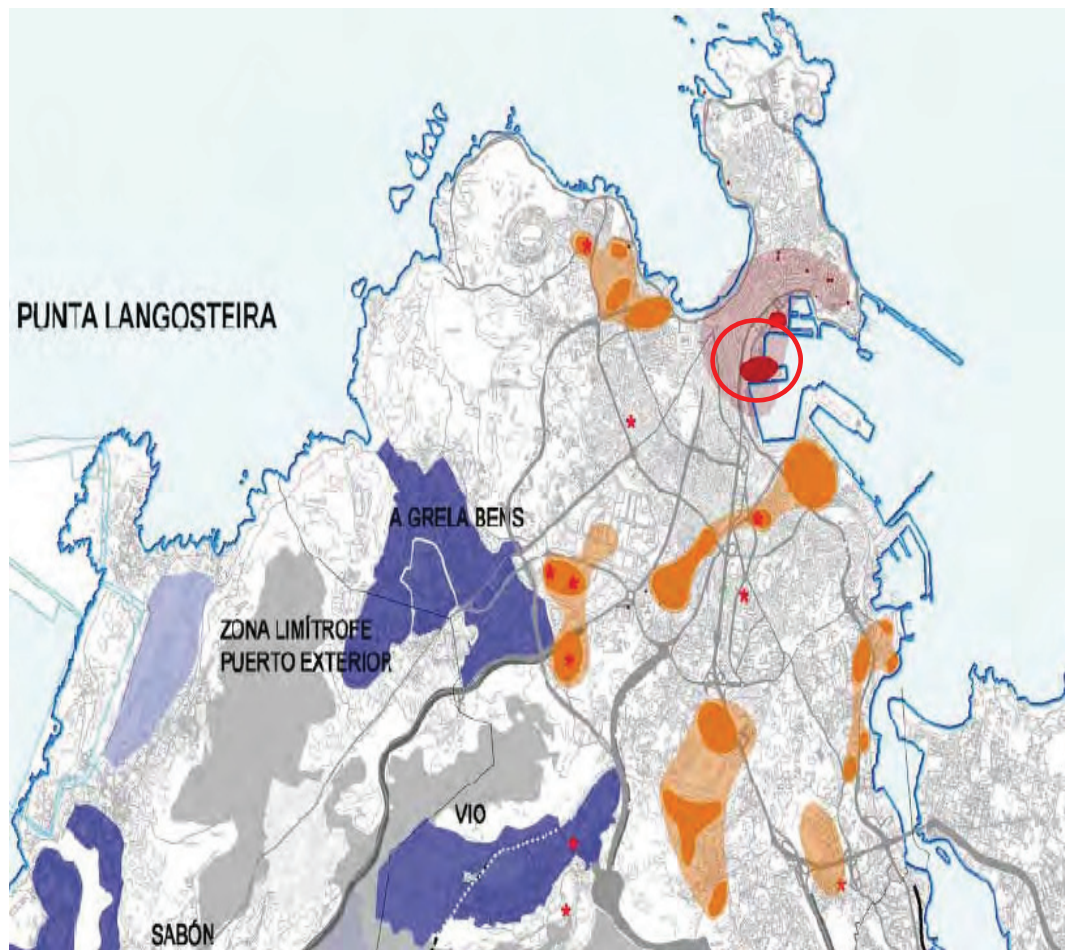 PUNTA LANGOSTEIRA
A GRELA BENS
ZONA LIMÍTROFE
PUERTO EXTERIOR
VIO
SABÓN